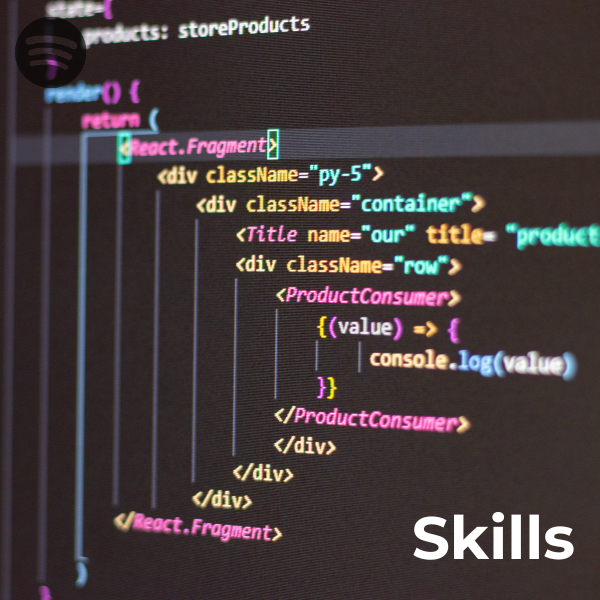 state={
products: storeProducts
}
render() {
return (
<React.Fragment>
<div className="py-5">
<div className="container">
<Title name="our" title= "product
<div className="row">
<ProductConsumer>
{(value) => {
console.log(value)
}}
</ProductConsumer>
</div>
</div>
</div>
</React.Fragment>
)
}
Skills